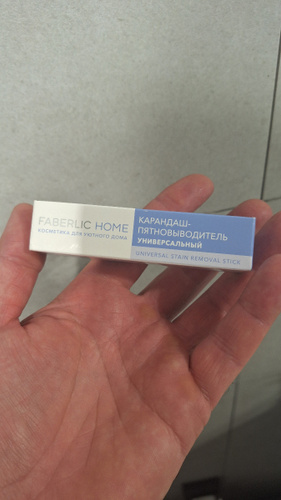 FABERLIC HOME
КОСМЕТИКА ДЛЯ УЮТНОГО ДОМА
КАРАНДАШ-
ПЯТНОВЫВОДИТЕЛЬ
УНИВЕРСАЛЬНЫЙ
UNIVERSAL STAIN REMOVAL STICK